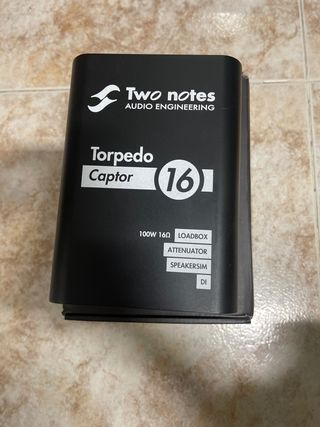 Two notes
AUDIO ENGINEERING
Torpedo
Captor 16
100W 16Ω LOADBOX
ATTENUATOR
SPEAKERSIM
DI